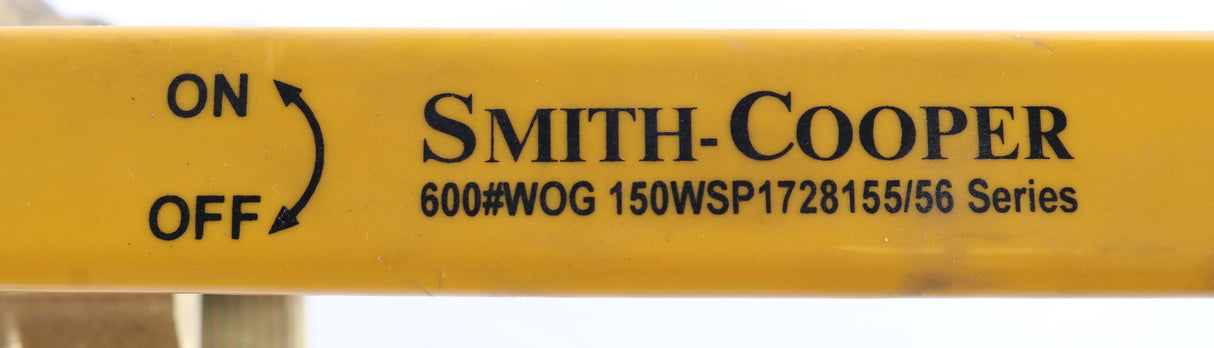 ON
OFF
SMITH-COOPER
600#WOG 150WSP1728155/56 Series